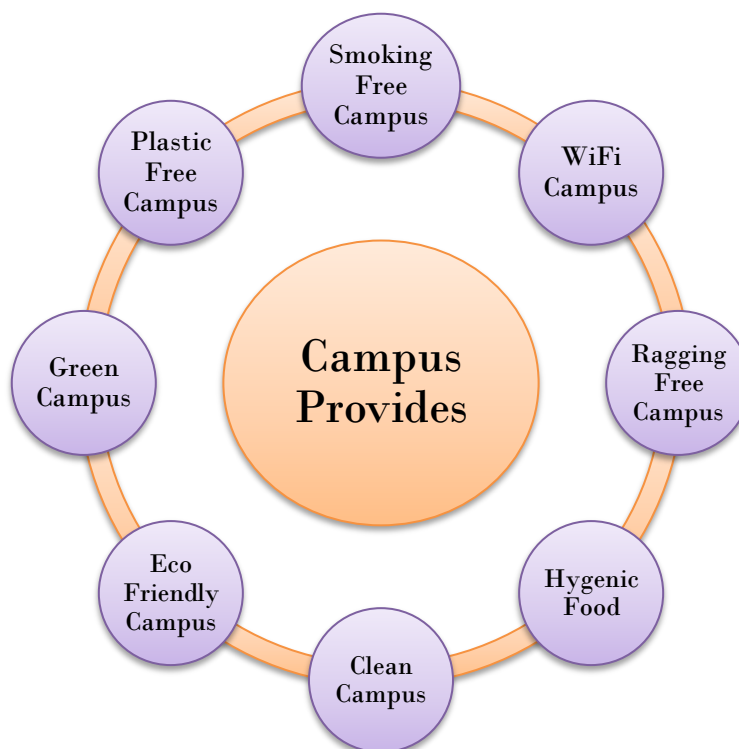 Smoking
Free
Campus
WiFi
Campus
Ragging
Free
Campus
Hygenic
Food
Clean
Campus
Eco
Friendly
Campus
Green
Campus
Plastic
Free
Campus
Campus
Provides